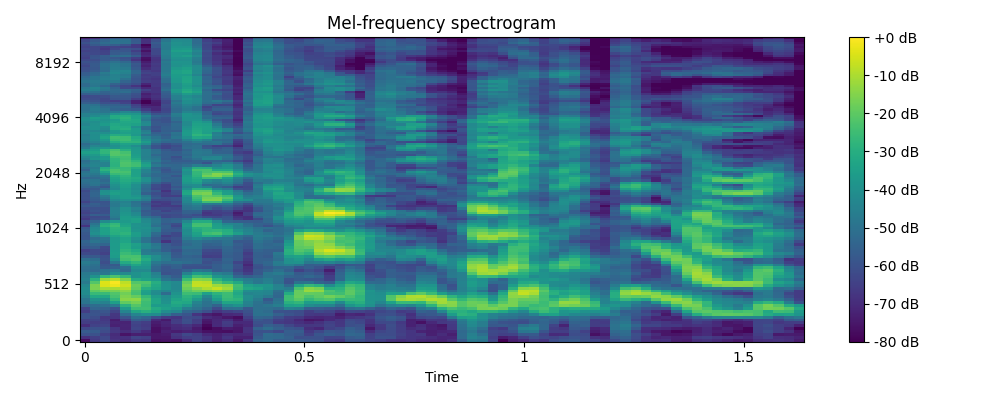 Mel-frequency spectrogram
Hz
8192
4096
2048
1024
512
0
0
0.5
1
1.5
Time
+0 dB
-10 dB
-20 dB
-30 dB
-40 dB
-50 dB
-60 dB
-70 dB
-80 dB